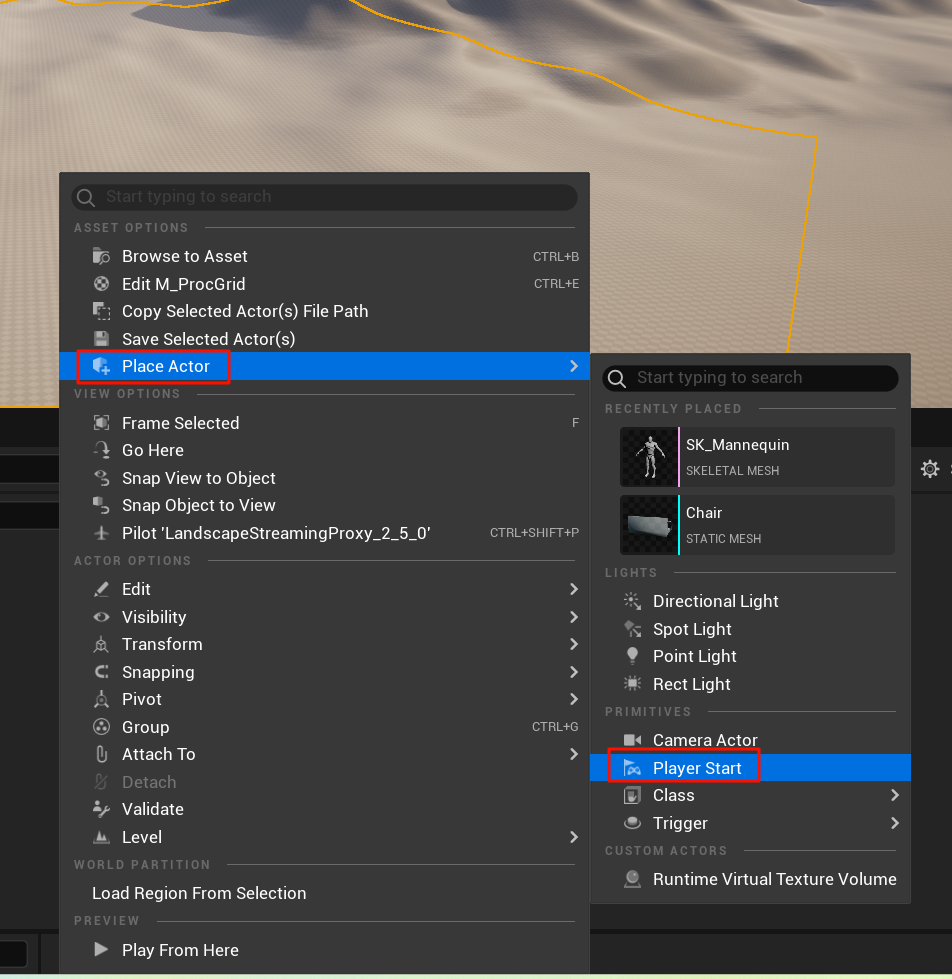 Start typing to search
ASSET OPTIONS
Browse to Asset CTRL+B
Edit M_ProcGrid CTRL+E
Copy Selected Actor(s) File Path
Save Selected Actor(s)
Place Actor
VIEW OPTIONS
Frame Selected F
Go Here
Snap View to Object
Snap Object to View
Pilot 'LandscapeStreamingProxy_2_5_0' CTRL+SHIFT+P
ACTOR OPTIONS
Edit
Visibility
Transform
Snapping
Pivot
Group CTRL+G
Attach To
Detach
Validate
Level
WORLD PARTITION
Load Region From Selection
PREVIEW
Play From Here
Start typing to search
RECENTLY PLACED
SK_Mannequin
SKELETAL MESH
Chair
STATIC MESH
LIGHTS
Directional Light
Spot Light
Point Light
Rect Light
PRIMITIVES
Camera Actor
Player Start
Class
Trigger
CUSTOM ACTORS
Runtime Virtual Texture Volume